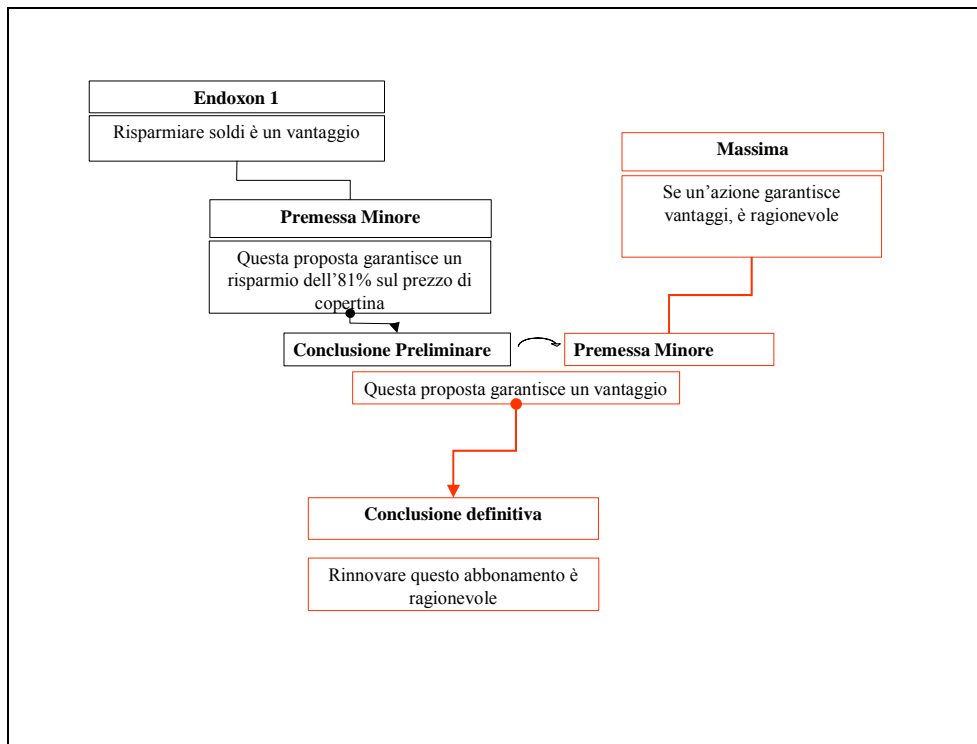 Endoxon 1
Risparmiare soldi è un vantaggio
Massima
Se un’azione garantisce
vantaggi, è ragionevole
Premessa Minore
Questa proposta garantisce un
risparmio dell’81% sul prezzo di
copertina
Conclusione Preliminare
Premessa Minore
Questa proposta garantisce un vantaggio
Conclusione definitiva
Rinnovare questo abbonamento è
ragionevole